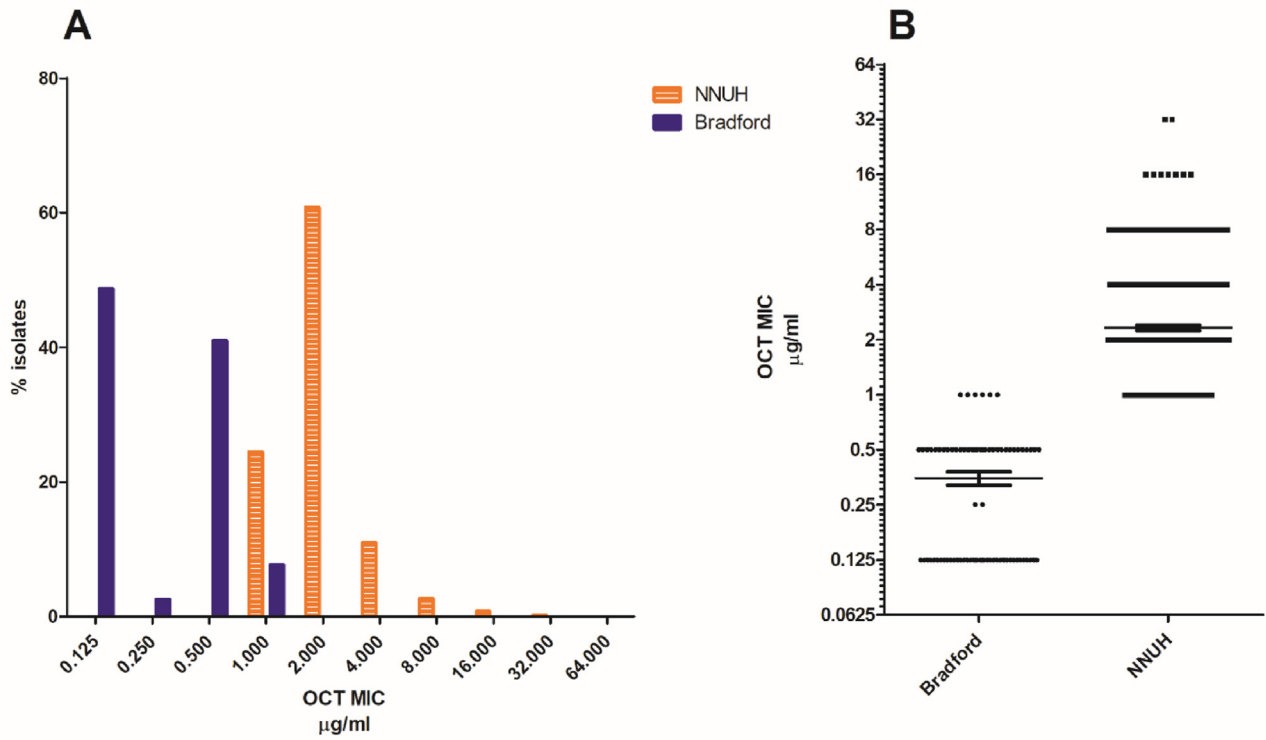 A
80
60
40
20
0
% isolates
0.125
0.250
0.500
1.000
2.000
4.000
8.000
16.000
32.000
64.000
OCT MIC
µg/ml
NNUH
Bradford
B
64
32
16
8
4
2
1
0.5
0.25
0.125
0.0625
OCT MIC
µg/ml
Bradford
NNUH